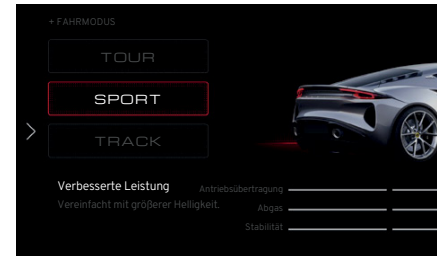 + FAHRMODUS
TOUR
SPORT
TRACK
Verbesserte Leistung
Vereinfacht mit größerer Helligkeit.
Antriebsübertragung
Abgas
Stabilität